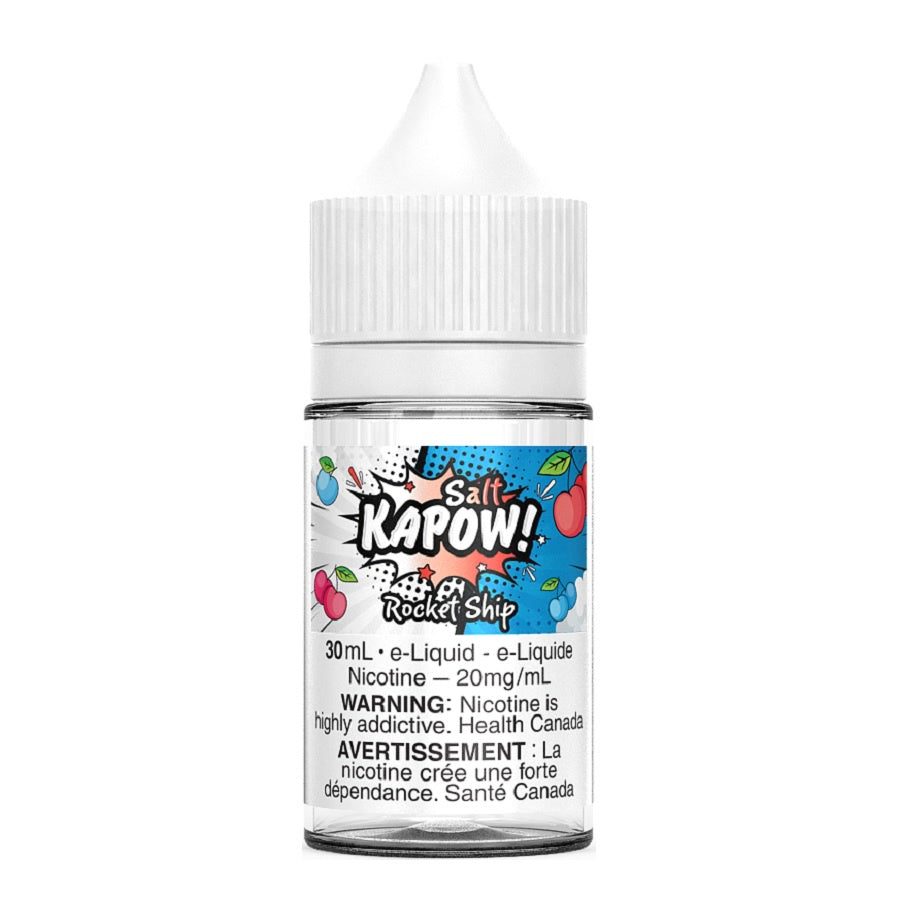 Salt
KAPOW!
Rocket Ship
30mL • e-Liquid - e-Liquide
Nicotine — 20mg/mL
WARNING: Nicotine is
highly addictive. Health Canada
AVERTISSEMENT : La
nicotine crée une forte
dépendance. Santé Canada